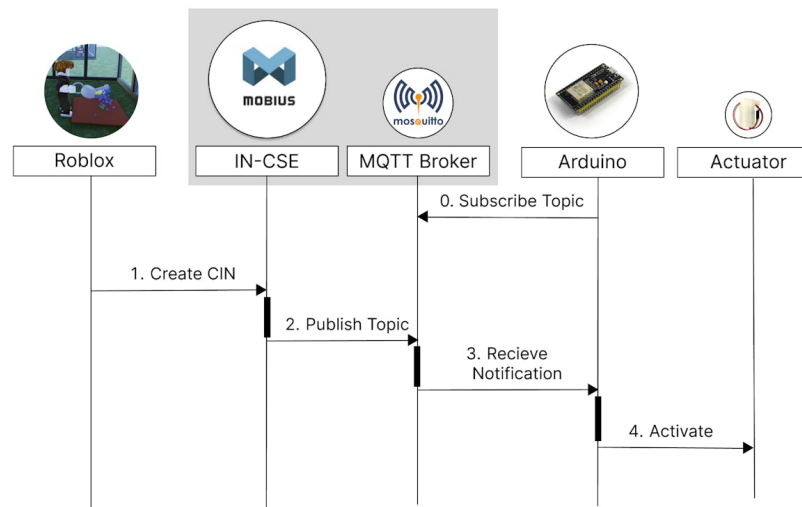 MOBIUS
mosquitto
Roblox
IN-CSE
MQTT Broker
Arduino
Actuator
0. Subscribe Topic
1. Create CIN
2. Publish Topic
3. Recieve
Notification
4. Activate